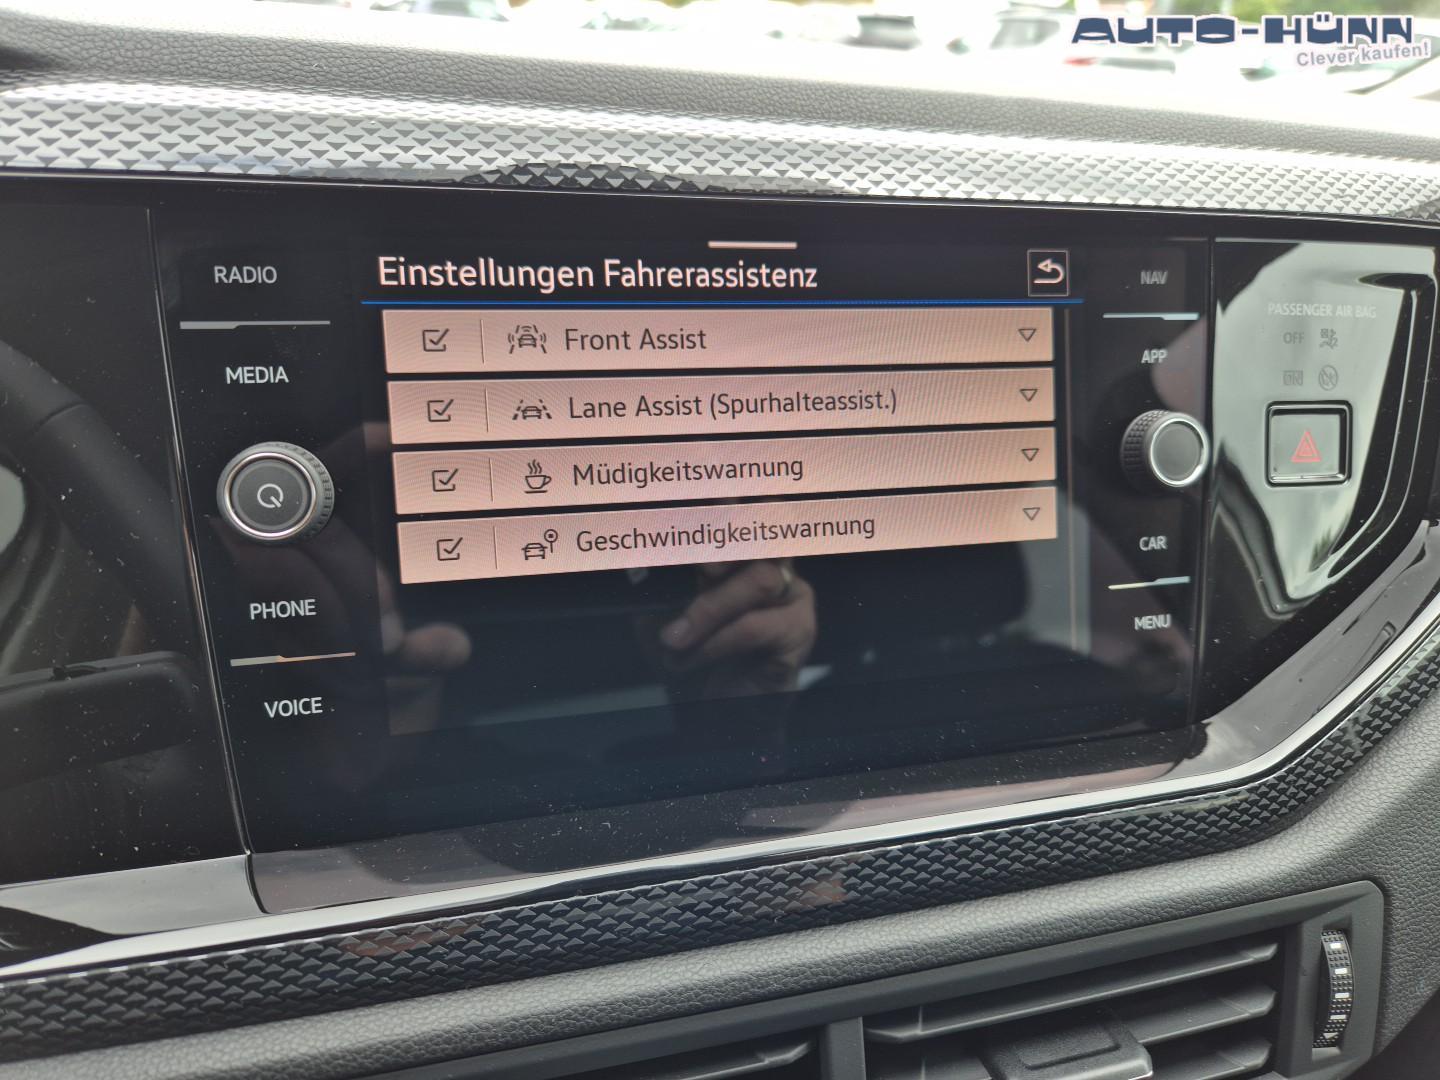 AUTO-HÜNN
Clever kaufen!
RADIO
MEDIA
PHONE
VOICE
Einstellungen Fahrerassistenz
Front Assist
Lane Assist (Spurhalteassist.)
Müdigkeitswarnung
Geschwindigkeitswarnung
NAV
APP
CAR
MENU
PASSENGER AIR BAG
OFF
ON